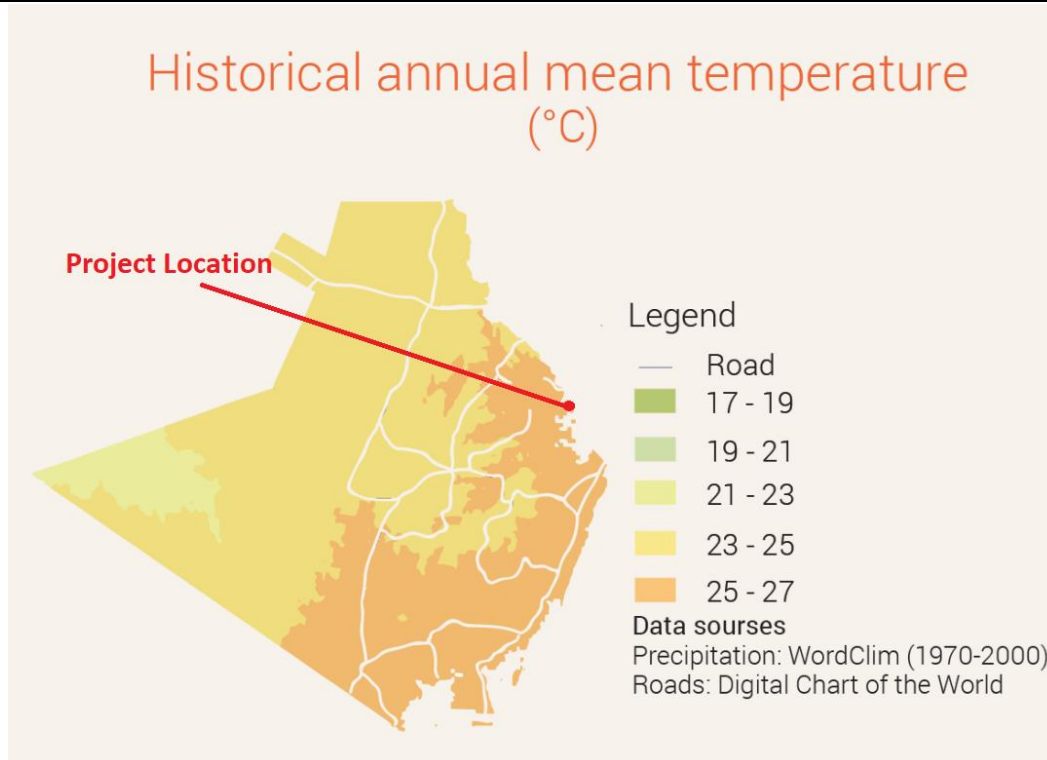 Historical annual mean temperature
(°C)
Project Location
Legend
Road
17 - 19
19 - 21
21 - 23
23 - 25
25 - 27
Data sourses
Precipitation: WordClim (1970-2000)
Roads: Digital Chart of the World